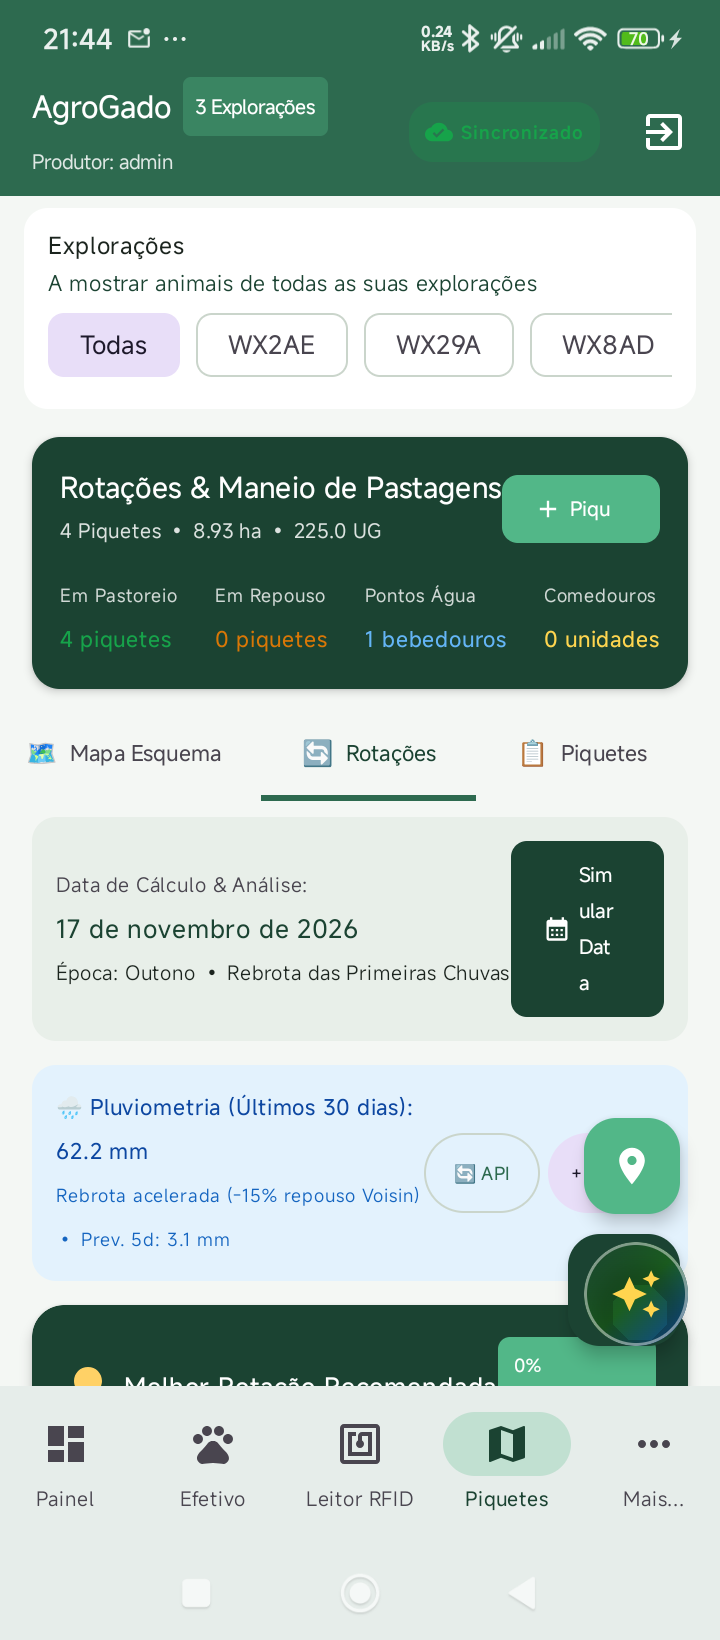 21:44
0.24
KB/s
70
AgroGado
3 Explorações
Produtor: admin
Sincronizado
Explorações
A mostrar animais de todas as suas explorações
Todas
WX2AE
WX29A
WX8AD
Rotações & Maneio de Pastagens
+ Piqu
4 Piquetes • 8.93 ha • 225.0 UG
Em Pastoreio
Em Repouso
Pontos Água
Comedouros
4 piquetes
0 piquetes
1 bebedouros
0 unidades
Mapa Esquema
Rotações
Piquetes
Data de Cálculo & Análise:
17 de novembro de 2026
Época: Outono • Rebrota das Primeiras Chuvas
Sim
ular
Dat
a
Pluviometria (Últimos 30 dias):
62.2 mm
Rebrota acelerada (-15% repouso Voisin)
• Prev. 5d: 3.1 mm
API
+
Melhor Rotação Recomendada
0%
Painel
Efetivo
Leitor RFID
Piquetes
Mais...